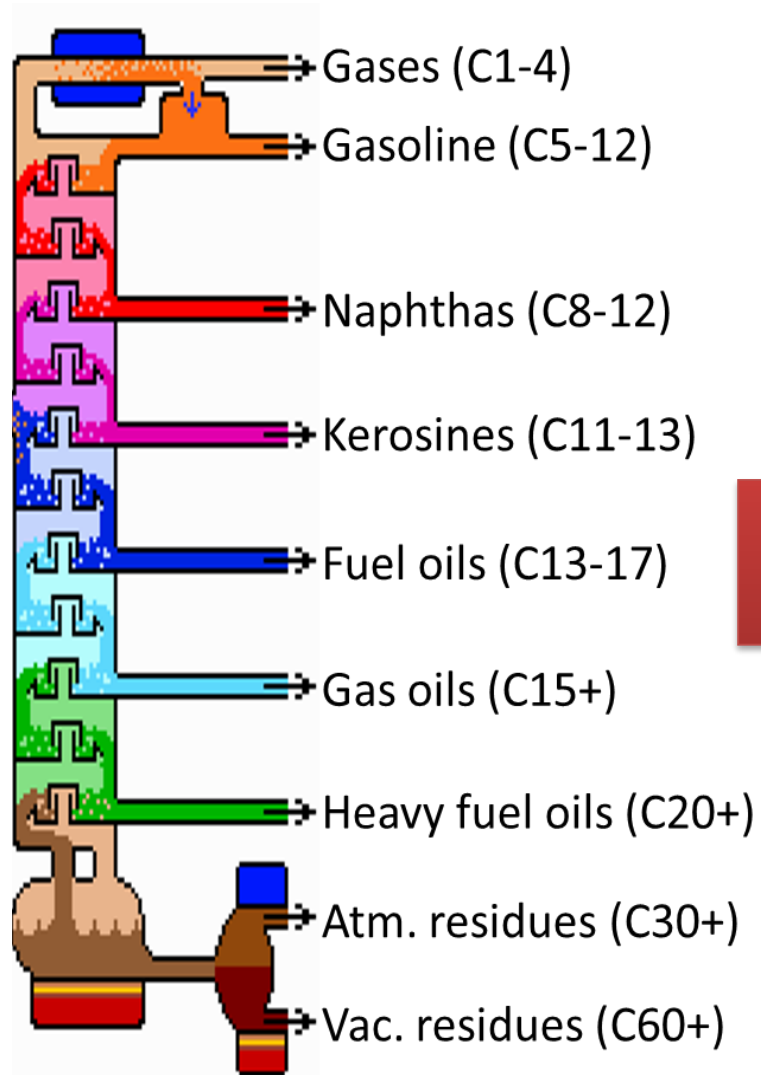 Gases (C1-4)
Gasoline (C5-12)
Naphthas (C8-12)
Kerosines (C11-13)
Fuel oils (C13-17)
Gas oils (C15+)
Heavy fuel oils (C20+)
Atm. residues (C30+)
Vac. residues (C60+)